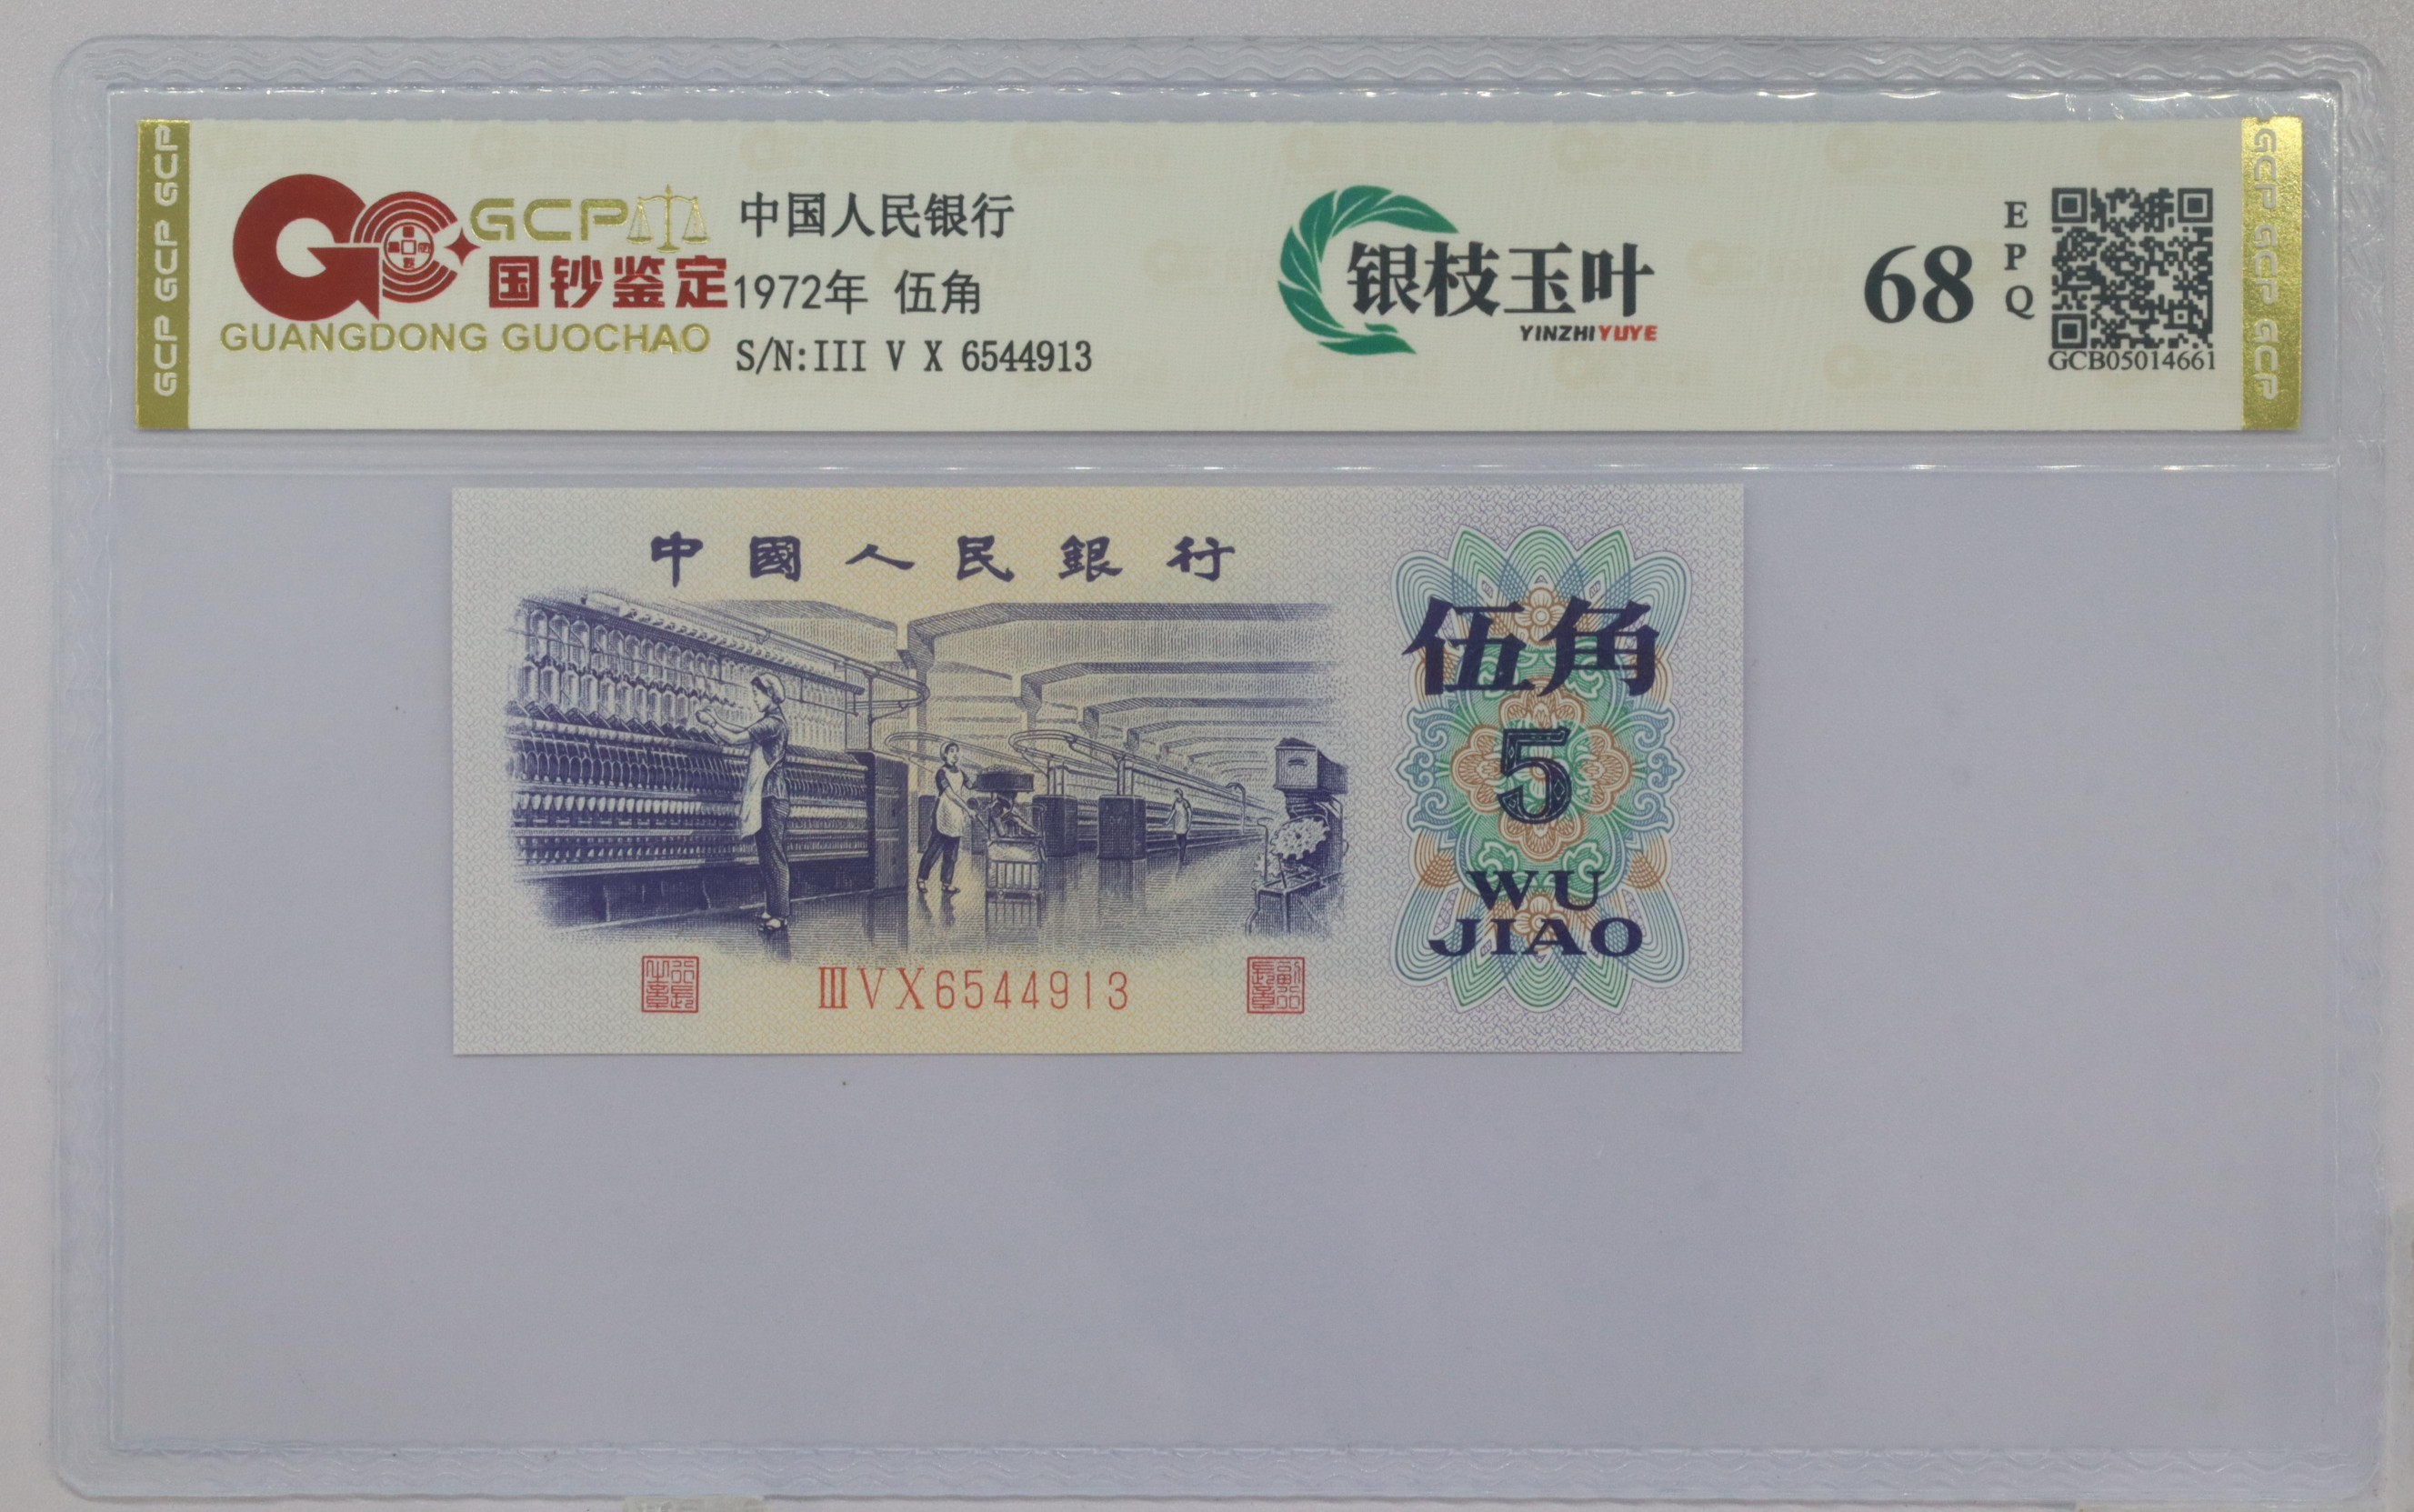 GCP GCP GCP
GCP
国钞鉴定
GUANGDONG GUOCHAO
中国人民银行
1972年 伍角
S/N:III V X 6544913
银枝玉叶
YINZHIYUYE
68
EPQ
GCB05014661
GCP GCP GCP
中國人民銀行
伍角
5
WU
JIAO
ⅢⅤⅩ6544913